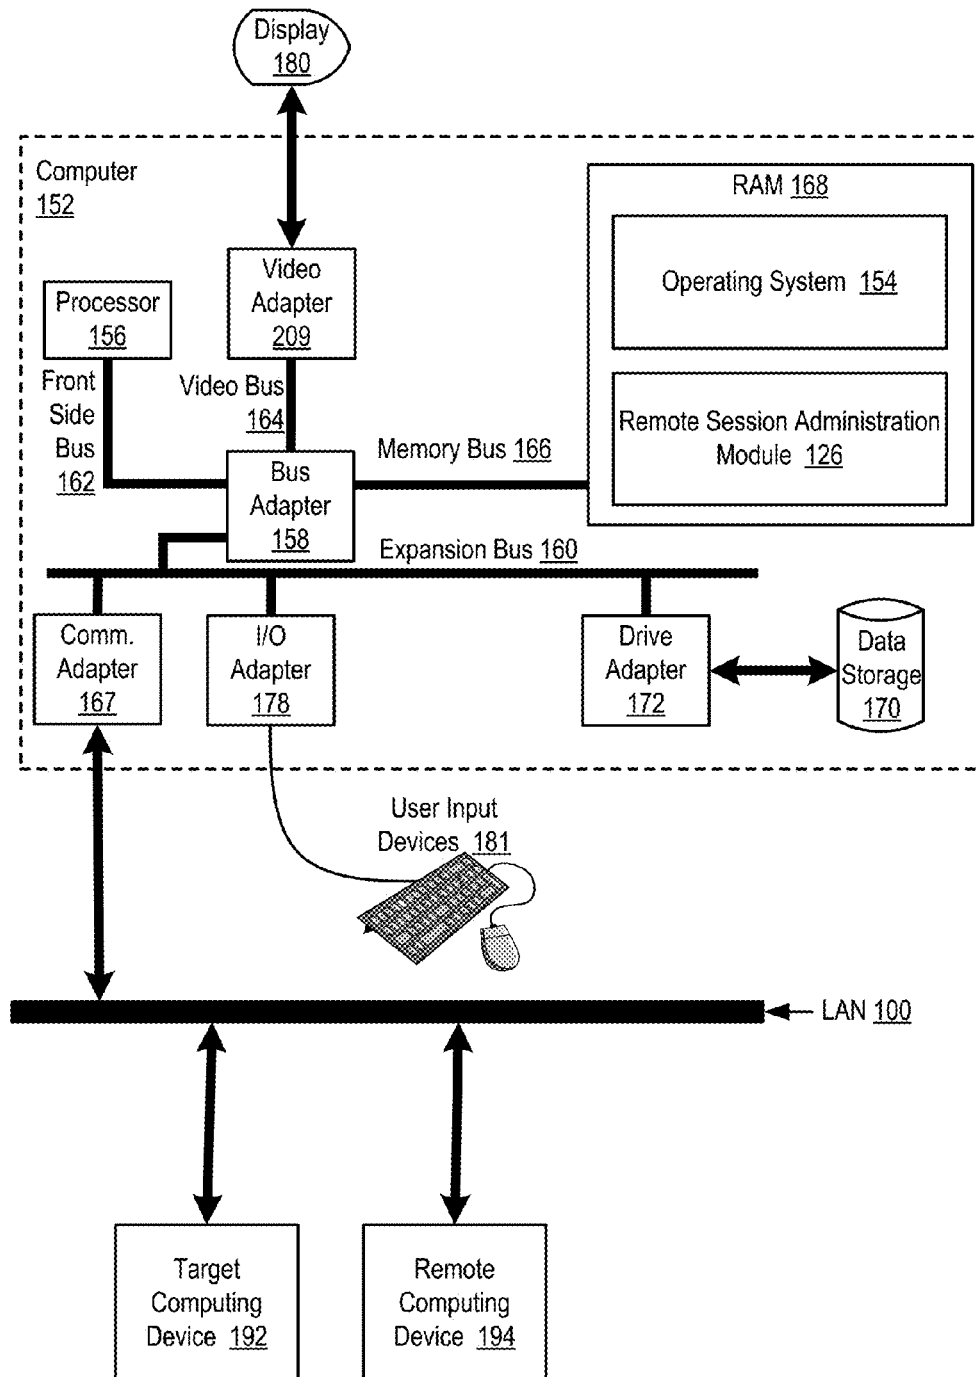 Display
180
Computer
152
RAM 168
Operating System 154
Remote Session Administration
Module 126
Video
Adapter
209
Processor
156
Front
Side
Bus
162
Video Bus
164
Memory Bus 166
Bus
Adapter
158
Expansion Bus 160
Comm.
Adapter
167
I/O
Adapter
178
Drive
Adapter
172
Data
Storage
170
User Input
Devices 181
LAN 100
Target
Computing
Device 192
Remote
Computing
Device 194